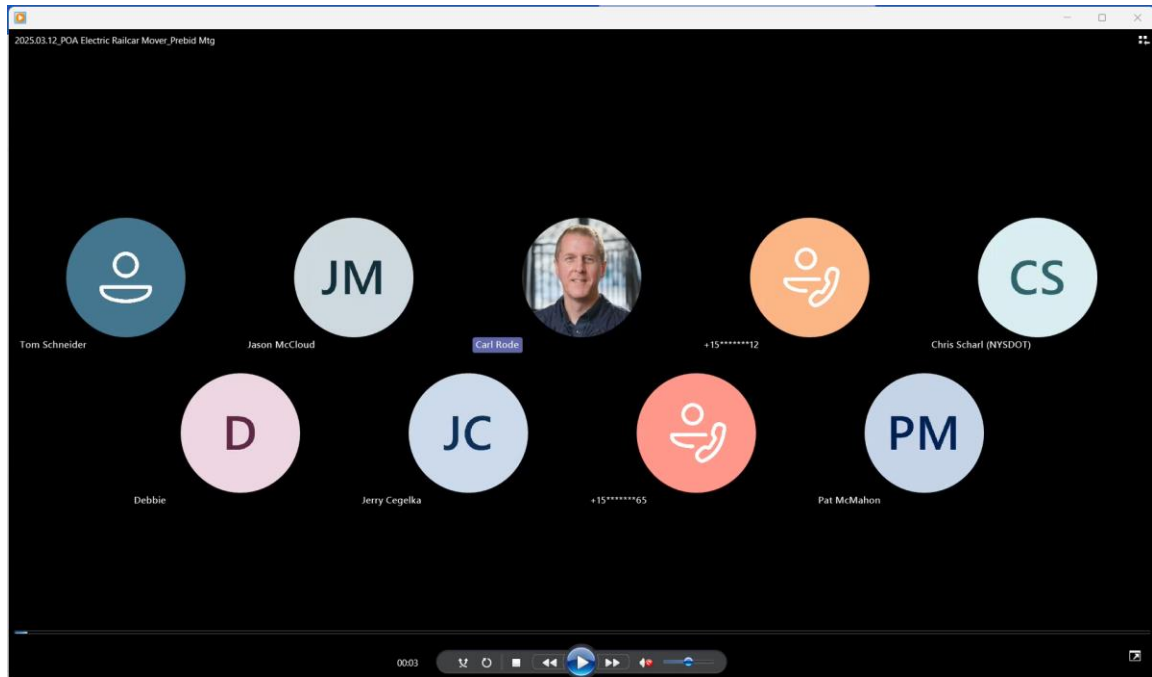 2025.03.12_POA Electric Railcar Mover_Prebid Mtg
JM
CS
Tom Schneider
Jason McCloud
Carl Rode
+15*******12
Chris Scharl (NYSDOT)
D
JC
PM
Debbie
Jerry Cegelka
+15*******65
Pat McMahon
00:03